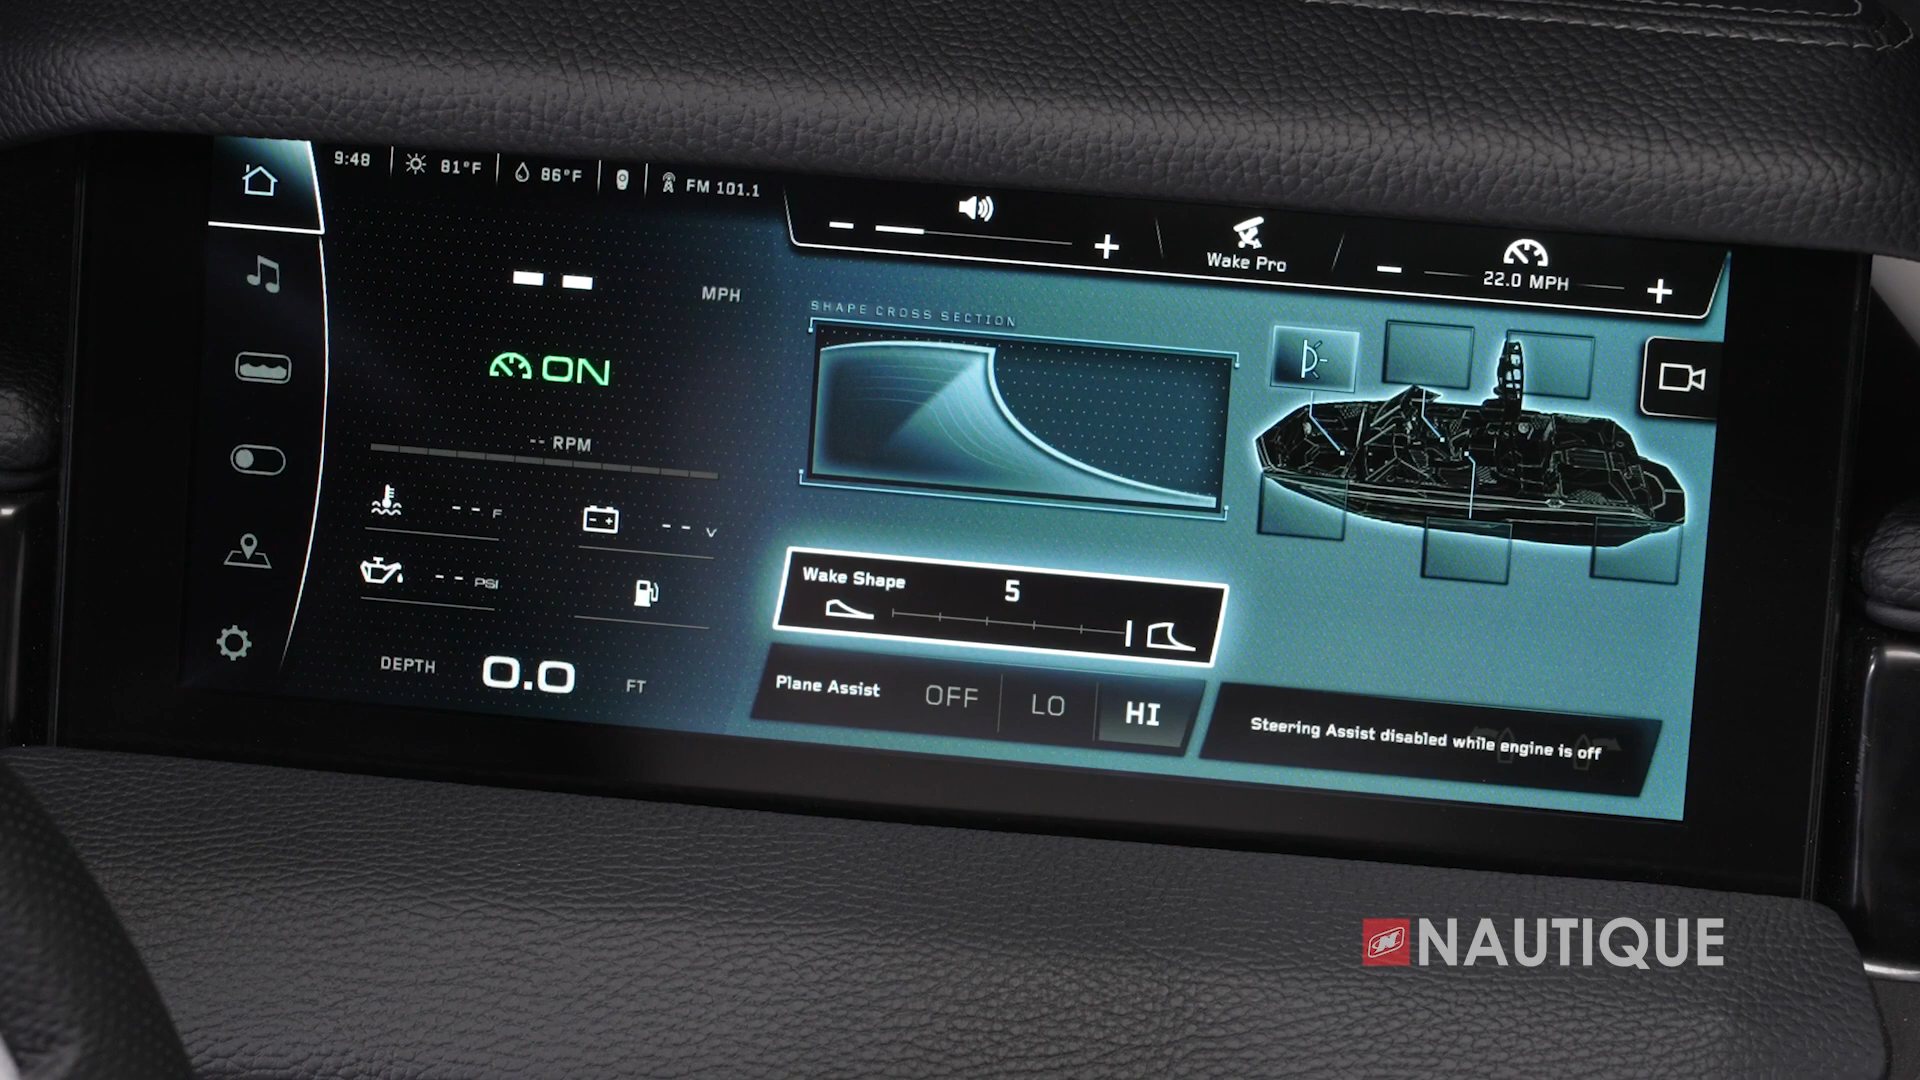 9:48
81°F
86°F
FM 101.1
Wake Pro
22.0 MPH
-- MPH
ON
-- RPM
-- F
-- V
-- PSI
DEPTH 0.0 FT
SHAPE CROSS SECTION
Wake Shape 5
Plane Assist OFF LO HI
Steering Assist disabled while engine is off
NAUTIQUE